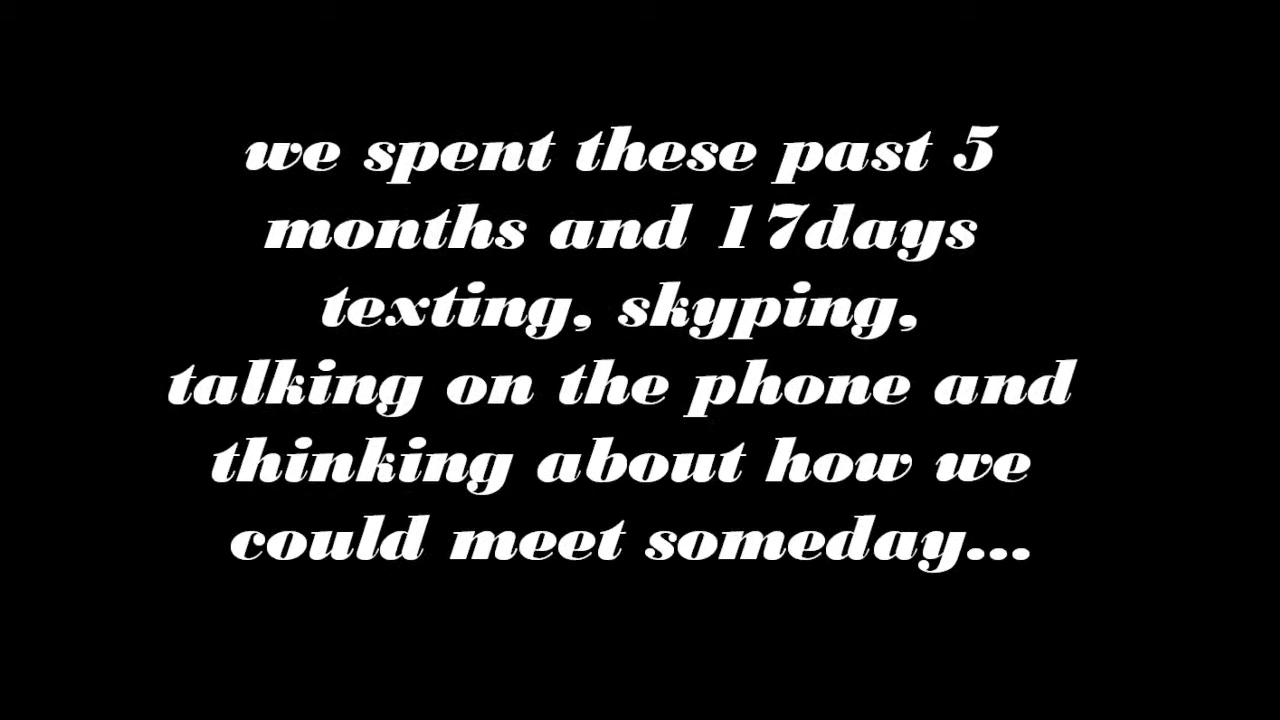 we spent these past 5
months and 17days
texting, skyping,
talking on the phone and
thinking about how we
could meet someday...